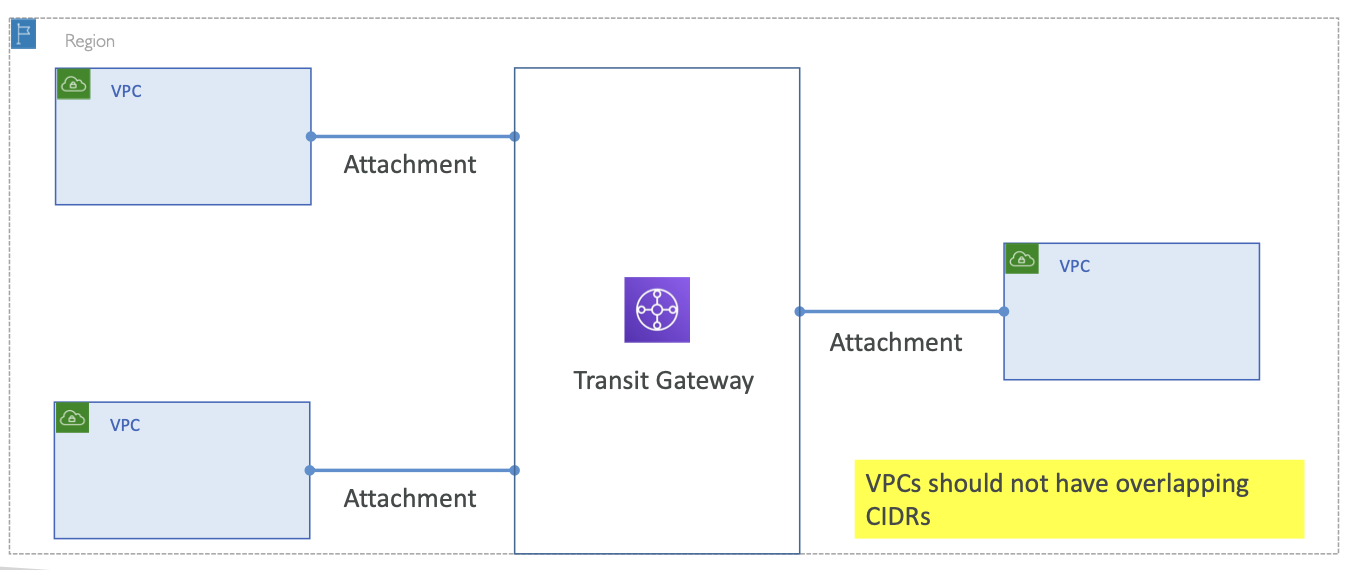 Region
VPC
Attachment
VPC
Attachment
Transit Gateway
VPC
Attachment
VPCs should not have overlapping
CIDRs